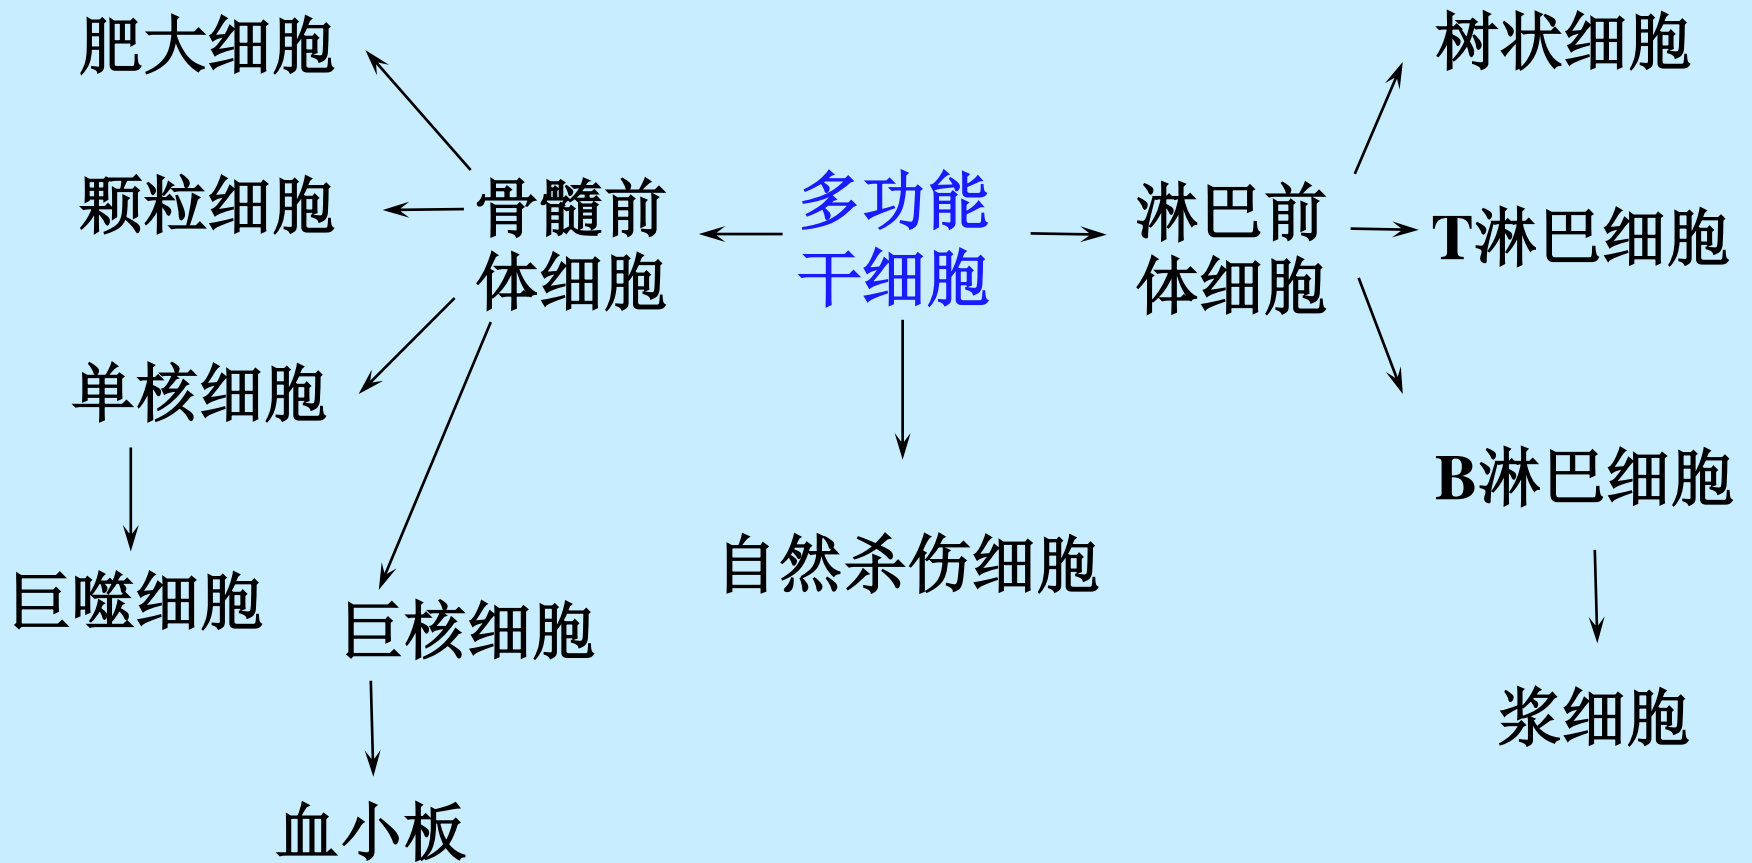 肥大细胞
树状细胞
颗粒细胞
骨髓前
体细胞
多功能
干细胞
淋巴前
体细胞
T淋巴细胞
单核细胞
B淋巴细胞
自然杀伤细胞
巨噬细胞
巨核细胞
浆细胞
血小板